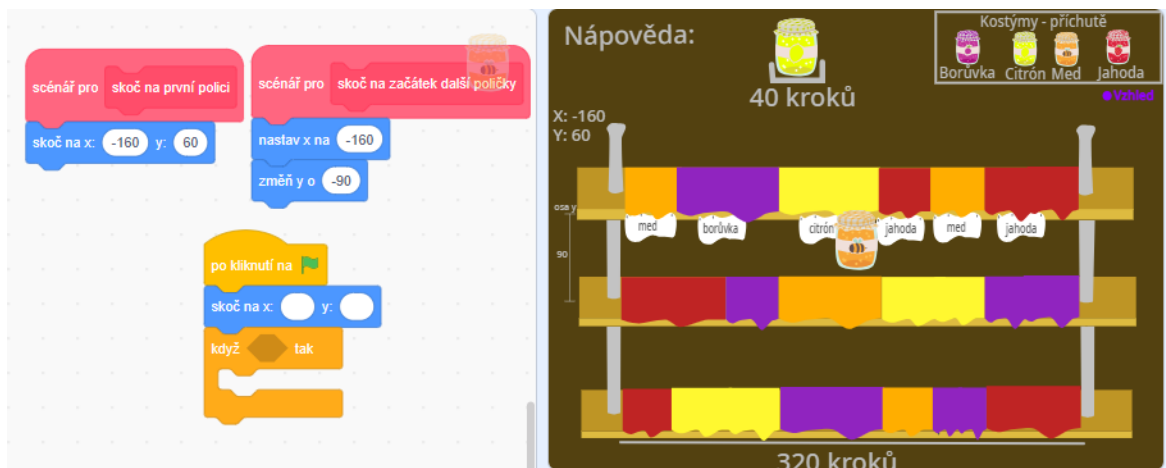 scénář pro skoč na první polici
skoč na x: -160 y: 60
scénář pro skoč na začátek další poličky
nastav x na -160
změň y o -90
po kliknutí na
skoč na x: y:
když tak
Nápověda:
40 kroků
Kostýmy - příchutě
Borůvka Citrón Med Jahoda
Vzhled
X: -160
Y: 60
osa y
90
med borůvka citrón jahoda med jahoda
320 kroků